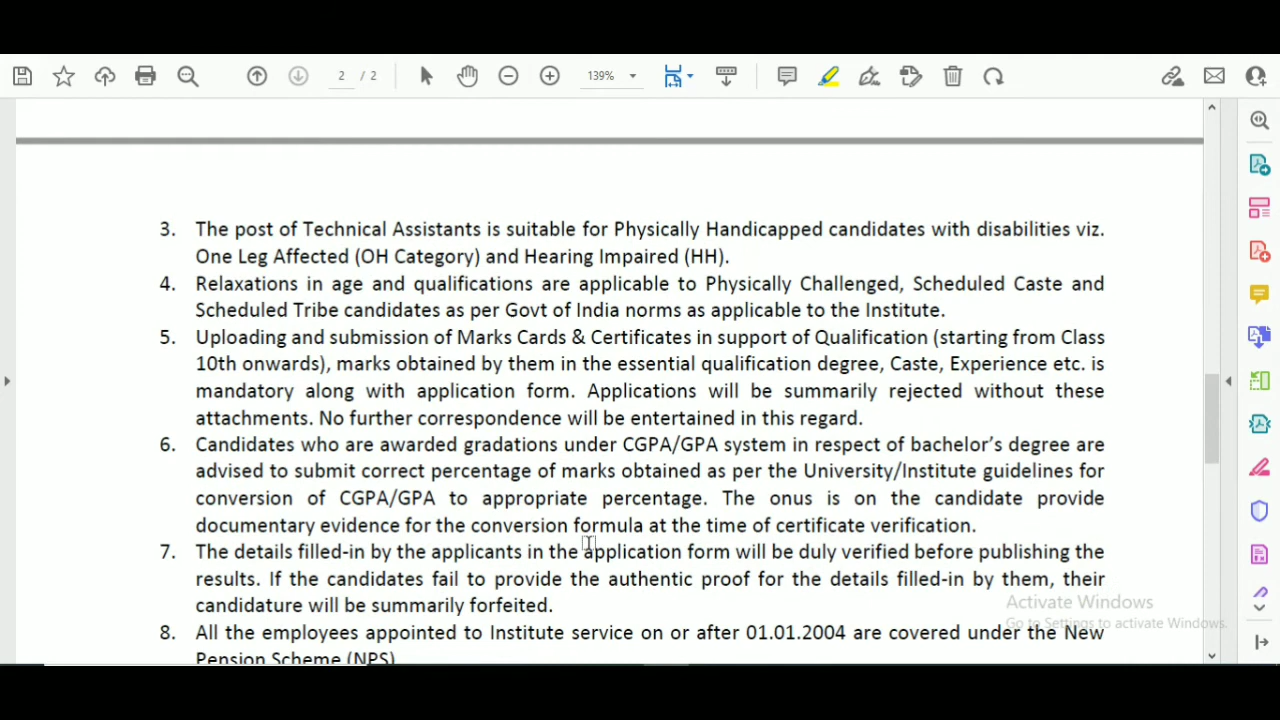 2 / 2
139%
3. The post of Technical Assistants is suitable for Physically Handicapped candidates with disabilities viz.
One Leg Affected (OH Category) and Hearing Impaired (HH).
4. Relaxations in age and qualifications are applicable to Physically Challenged, Scheduled Caste and
Scheduled Tribe candidates as per Govt of India norms as applicable to the Institute.
5. Uploading and submission of Marks Cards & Certificates in support of Qualification (starting from Class
10th onwards), marks obtained by them in the essential qualification degree, Caste, Experience etc. is
mandatory along with application form. Applications will be summarily rejected without these
attachments. No further correspondence will be entertained in this regard.
6. Candidates who are awarded gradations under CGPA/GPA system in respect of bachelor's degree are
advised to submit correct percentage of marks obtained as per the University/Institute guidelines for
conversion of CGPA/GPA to appropriate percentage. The onus is on the candidate provide
documentary evidence for the conversion formula at the time of certificate verification.
7. The details filled-in by the applicants in the application form will be duly verified before publishing the
results. If the candidates fail to provide the authentic proof for the details filled-in by them, their
candidature will be summarily forfeited.
8. All the employees appointed to Institute service on or after 01.01.2004 are covered under the New
Pension Scheme (NPS)
Activate Windows
Go to Settings to activate Windows.